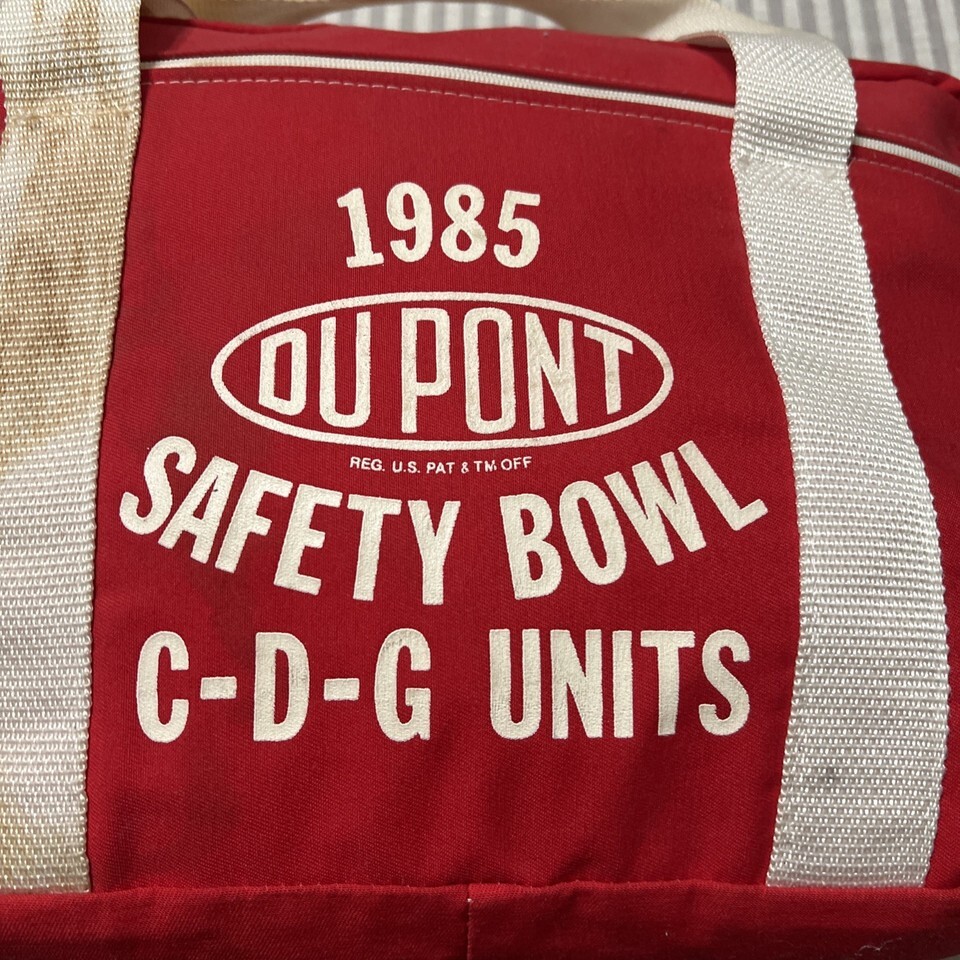 1985
DU PONT
REG. U.S. PAT & TM OFF
SAFETY BOWL
C-D-G UNITS